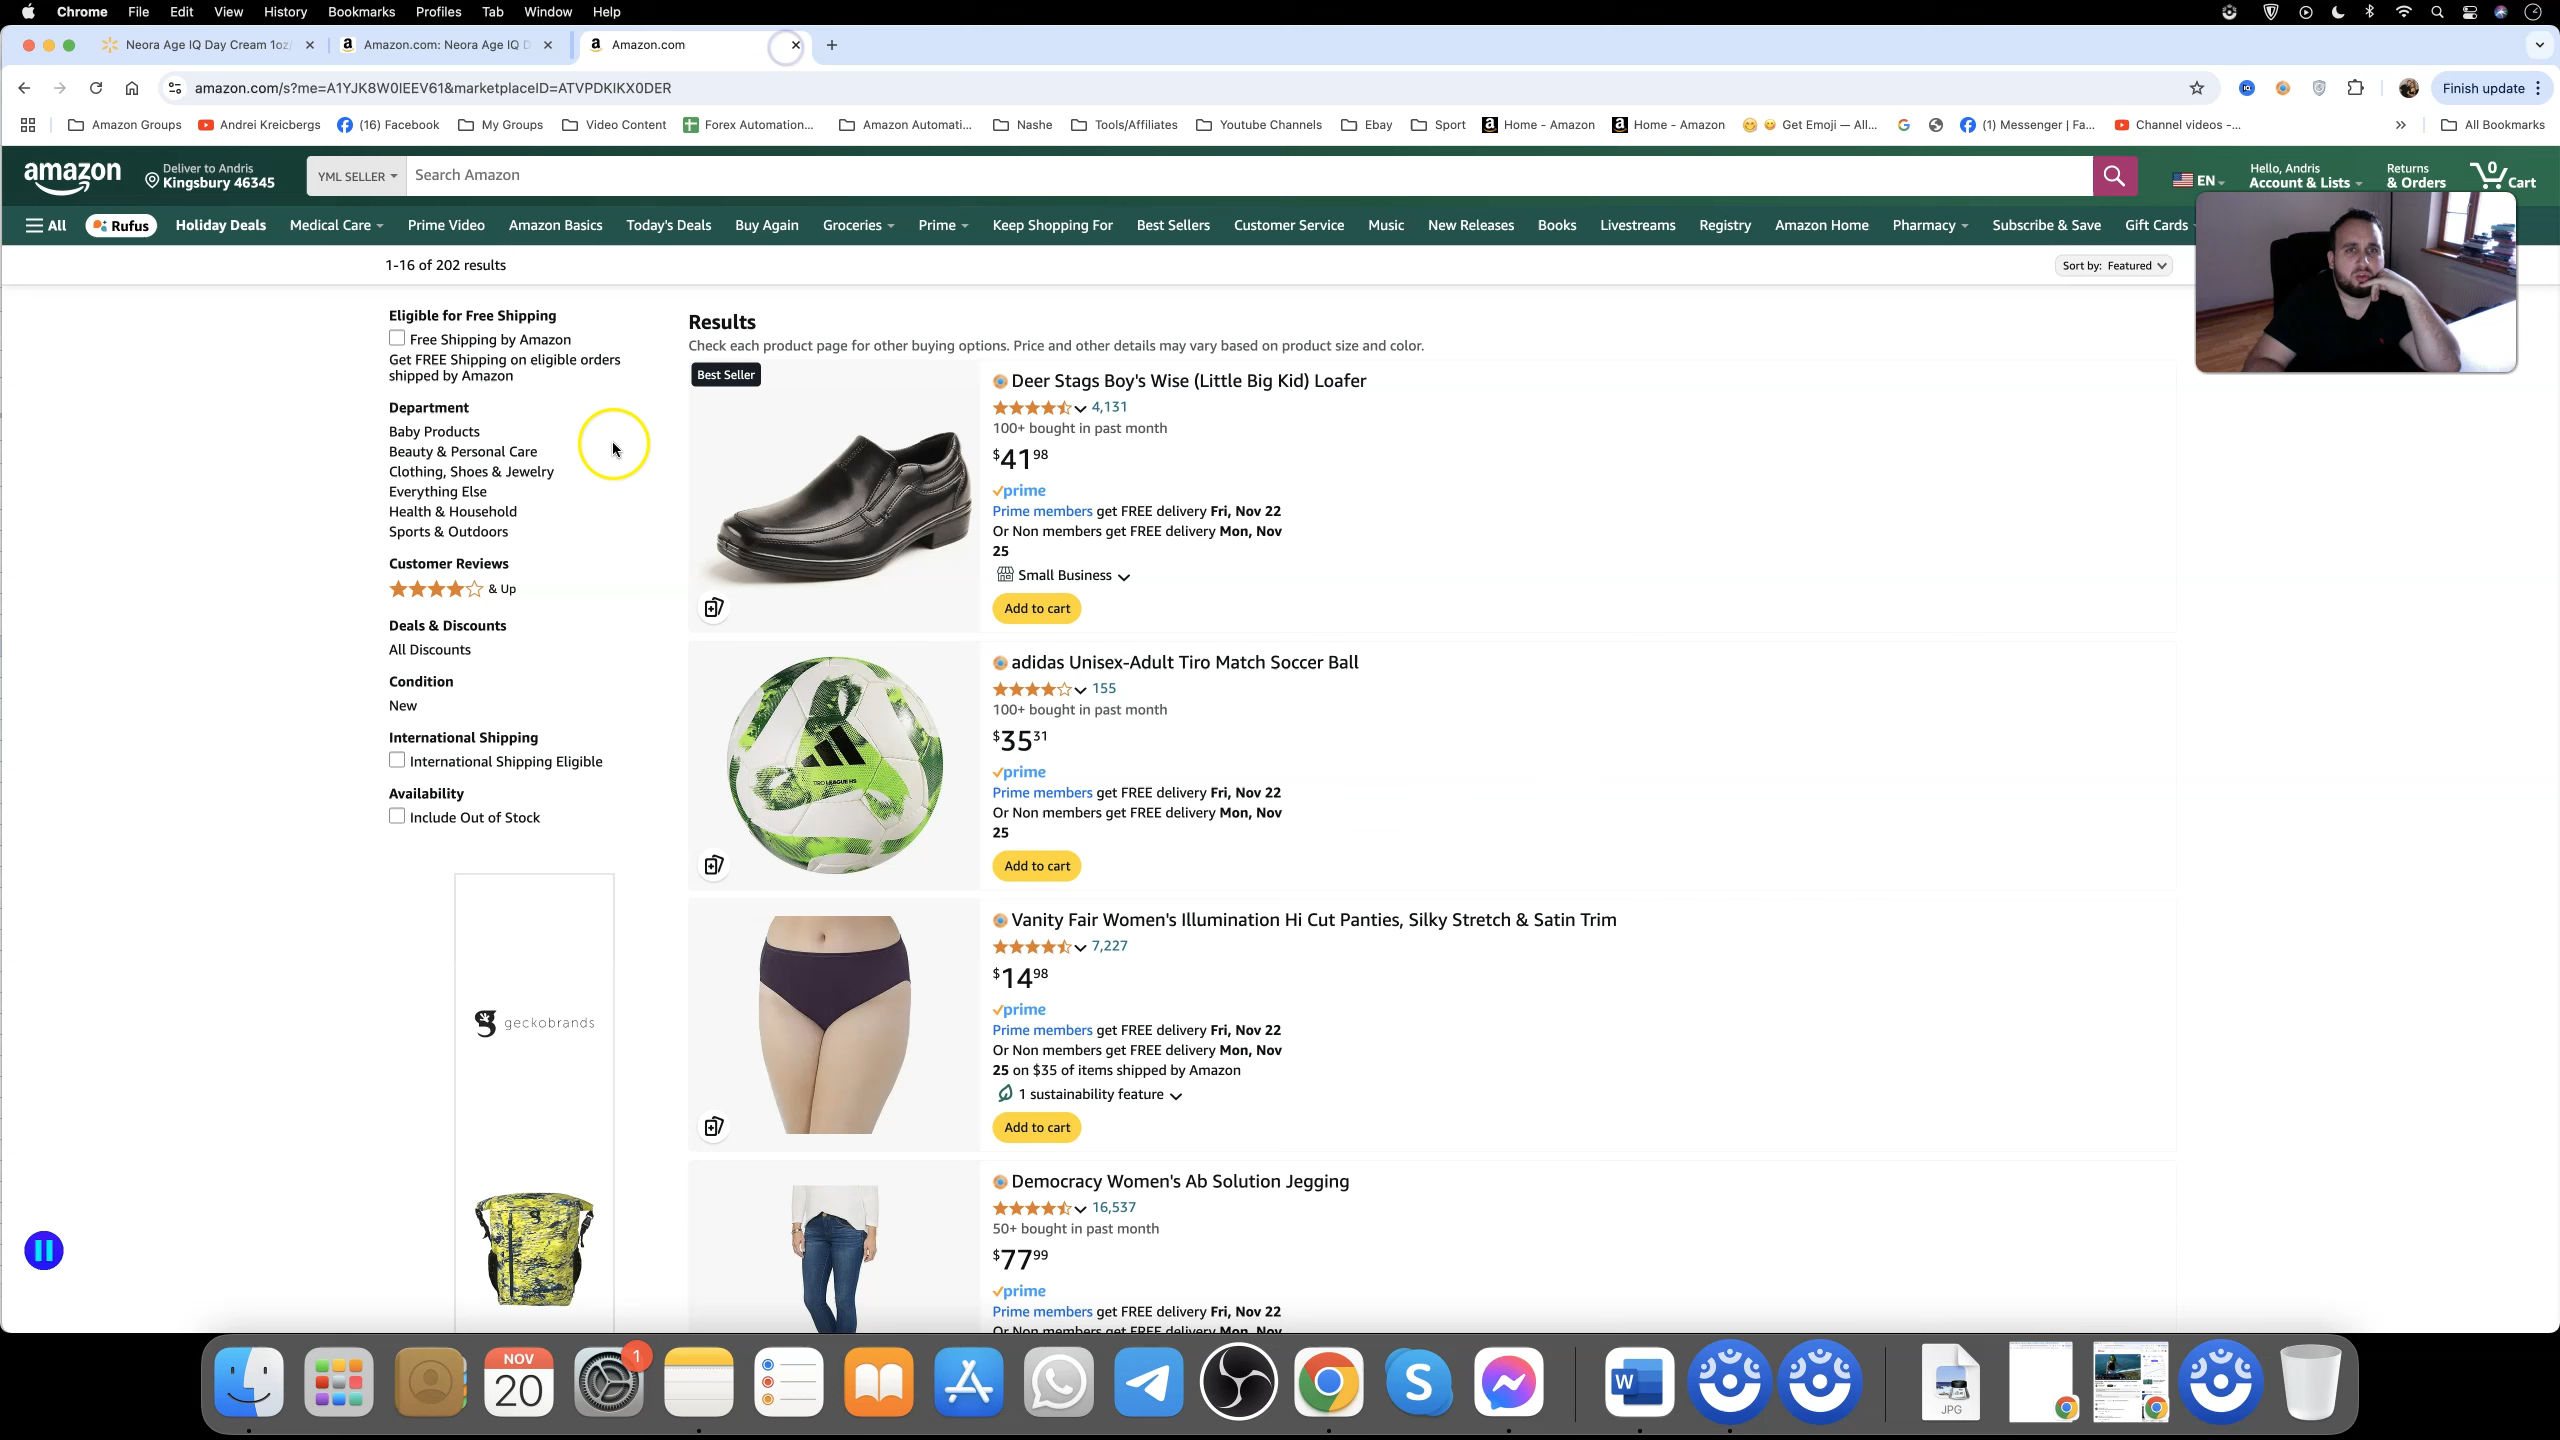 Chrome File Edit View History Bookmarks Profiles Tab Window Help
Neora Age IQ Day Cream 1oz/
Amazon.com: Neora Age IQ D
Amazon.com
amazon.com/s?me=A1YJK8W0IEEV61&marketplaceID=ATVPDKIKX0DER
Finish update
Amazon Groups Andrei Kreicbergs (16) Facebook My Groups Video Content Forex Automation... Amazon Automati... Nashe Tools/Affiliates Youtube Channels Ebay Sport Home - Amazon Home - Amazon Get Emoji — All... (1) Messenger | Fa... Channel videos -... » All Bookmarks
amazon
Deliver to Andris
Kingsbury 46345
YML SELLER
Search Amazon
EN
Hello, Andris
Account & Lists
Returns
& Orders
0
Cart
All Rufus Holiday Deals Medical Care Prime Video Amazon Basics Today's Deals Buy Again Groceries Prime Keep Shopping For Best Sellers Customer Service Music New Releases Books Livestreams Registry Amazon Home Pharmacy Subscribe & Save Gift Cards
1-16 of 202 results
Sort by: Featured
Eligible for Free Shipping
Free Shipping by Amazon
Get FREE Shipping on eligible orders
shipped by Amazon
Department
Baby Products
Beauty & Personal Care
Clothing, Shoes & Jewelry
Everything Else
Health & Household
Sports & Outdoors
Customer Reviews
& Up
Deals & Discounts
All Discounts
Condition
New
International Shipping
International Shipping Eligible
Availability
Include Out of Stock
geckobrands
Results
Check each product page for other buying options. Price and other details may vary based on product size and color.
Best Seller
Deer Stags Boy's Wise (Little Big Kid) Loafer
4,131
100+ bought in past month
$4198
prime
Prime members get FREE delivery Fri, Nov 22
Or Non members get FREE delivery Mon, Nov
25
Small Business
Add to cart
TIRO LEAGUE HS
adidas Unisex-Adult Tiro Match Soccer Ball
155
100+ bought in past month
$3531
prime
Prime members get FREE delivery Fri, Nov 22
Or Non members get FREE delivery Mon, Nov
25
Add to cart
Vanity Fair Women's Illumination Hi Cut Panties, Silky Stretch & Satin Trim
7,227
$1498
prime
Prime members get FREE delivery Fri, Nov 22
Or Non members get FREE delivery Mon, Nov
25 on $35 of items shipped by Amazon
1 sustainability feature
Add to cart
Democracy Women's Ab Solution Jegging
16,537
50+ bought in past month
$7799
prime
Prime members get FREE delivery Fri, Nov 22
Or Non members get FREE delivery Mon, Nov
NOV
20
1
W
S
JPG